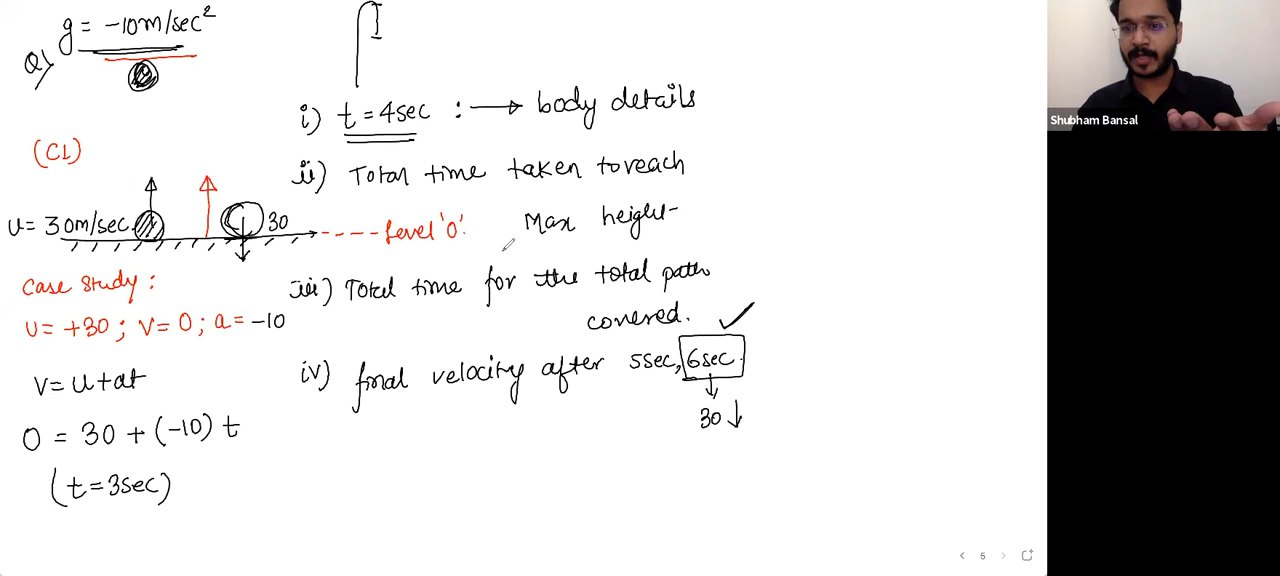 Q1 g = -10m/sec²
i) t = 4sec : → body details
(CL)
ii) Total time taken to reach
Max height-
u = 30m/sec
30
level '0'.
Case Study :
iii) Total time for the total path
covered. ✓
u = +30 ; v = 0 ; a = -10
iv) final velocity after 5sec, 6sec.
30 ↓
v = u + at
0 = 30 + (-10) t
(t = 3sec)
Shubham Bansal
5